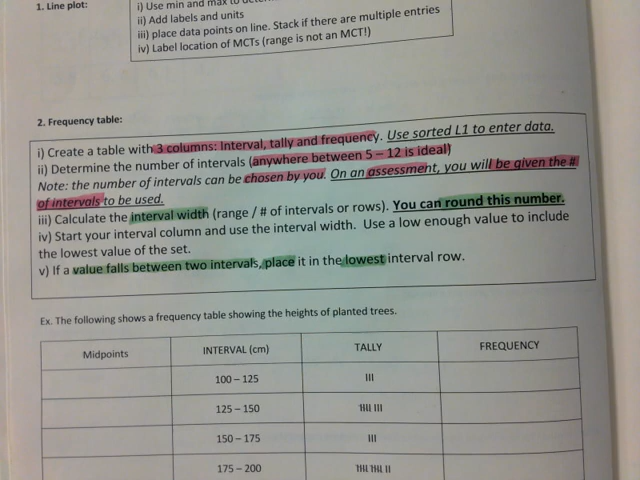 1. Line plot:
i) Use min and max to
ii) Add labels and units
iii) place data points on line. Stack if there are multiple entries
iv) Label location of MCTs (range is not an MCT!)
2. Frequency table:
i) Create a table with 3 columns: Interval, tally and frequency. Use sorted L1 to enter data.
ii) Determine the number of intervals (anywhere between 5 – 12 is ideal)
Note: the number of intervals can be chosen by you. On an assessment, you will be given the #
of intervals to be used.
iii) Calculate the interval width (range / # of intervals or rows). You can round this number.
iv) Start your interval column and use the interval width. Use a low enough value to include
the lowest value of the set.
v) If a value falls between two intervals, place it in the lowest interval row.
Ex. The following shows a frequency table showing the heights of planted trees.
Midpoints INTERVAL (cm) TALLY FREQUENCY
100 – 125 III
125 – 150 IIII III
150 – 175 III
175 – 200 IIII IIII II